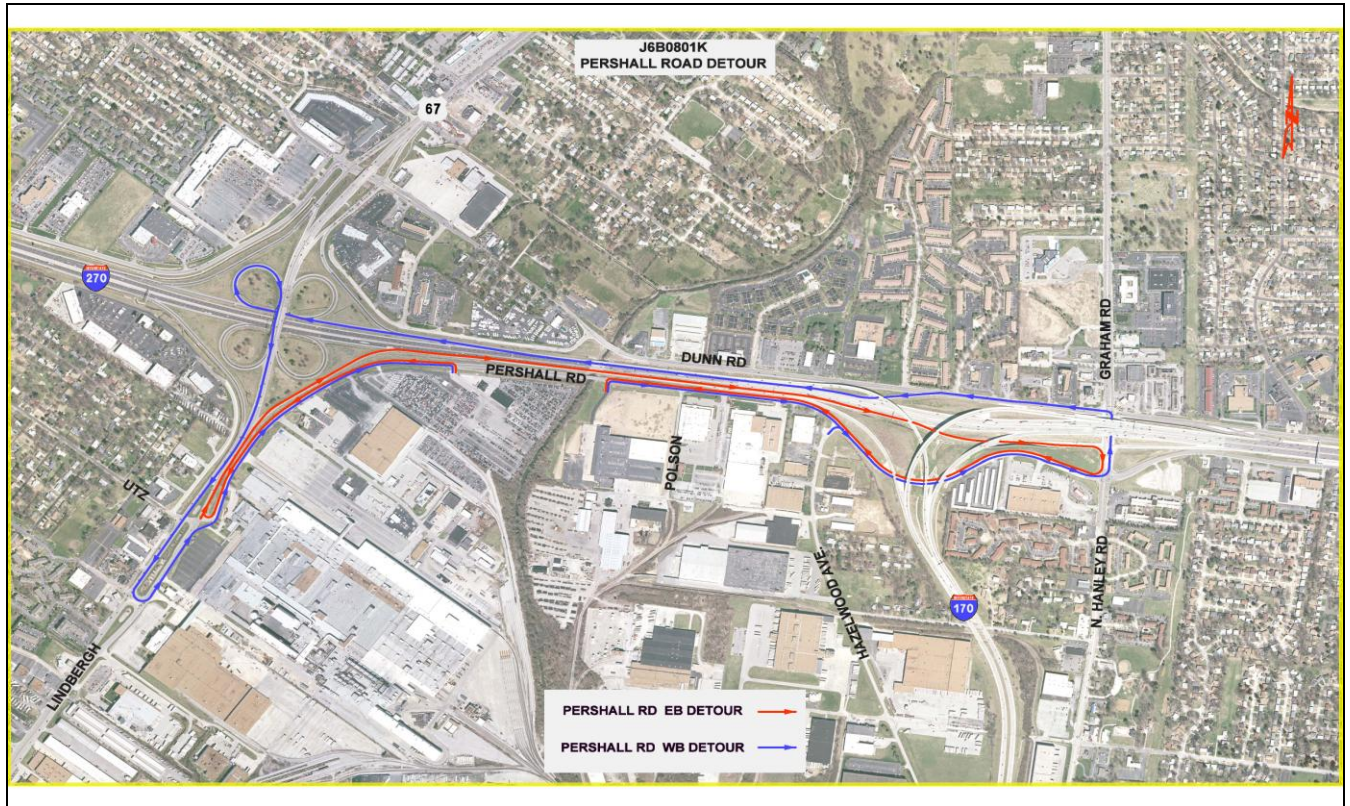 J6B0801K
PERSHALL ROAD DETOUR
67
270
DUNN RD
PERSHALL RD
GRAHAM RD
UTZ
POLSON
HAZELWOOD AVE.
170
N. HANLEY RD
LINDBERGH
PERSHALL RD EB DETOUR
PERSHALL RD WB DETOUR